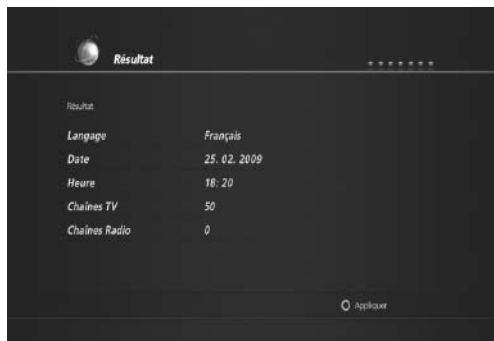 Résultat
Résultat
Langage Français
Date 25. 02. 2009
Heure 18: 20
Chaînes TV 50
Chaînes Radio 0
Appliquer